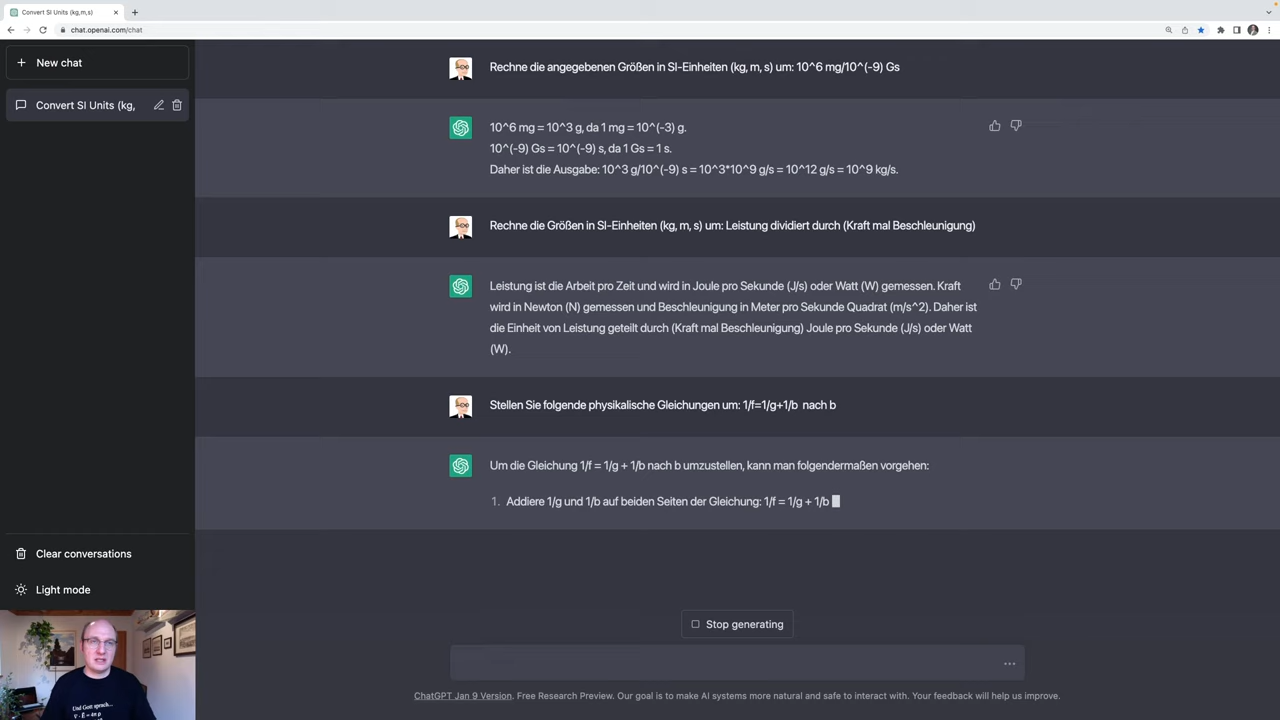 Convert SI Units (kg,m,s)
chat.openai.com/chat
New chat
Convert SI Units (kg,
Rechne die angegebenen Größen in SI-Einheiten (kg, m, s) um: 10^6 mg/10^(-9) Gs
10^6 mg = 10^3 g, da 1 mg = 10^(-3) g.
10^(-9) Gs = 10^(-9) s, da 1 Gs = 1 s.
Daher ist die Ausgabe: 10^3 g/10^(-9) s = 10^3*10^9 g/s = 10^12 g/s = 10^9 kg/s.
Rechne die Größen in SI-Einheiten (kg, m, s) um: Leistung dividiert durch (Kraft mal Beschleunigung)
Leistung ist die Arbeit pro Zeit und wird in Joule pro Sekunde (J/s) oder Watt (W) gemessen. Kraft
wird in Newton (N) gemessen und Beschleunigung in Meter pro Sekunde Quadrat (m/s^2). Daher ist
die Einheit von Leistung geteilt durch (Kraft mal Beschleunigung) Joule pro Sekunde (J/s) oder Watt
(W).
Stellen Sie folgende physikalische Gleichungen um: 1/f=1/g+1/b nach b
Um die Gleichung 1/f = 1/g + 1/b nach b umzustellen, kann man folgendermaßen vorgehen:
1. Addiere 1/g und 1/b auf beiden Seiten der Gleichung: 1/f = 1/g + 1/b
Clear conversations
Light mode
Stop generating
ChatGPT Jan 9 Version. Free Research Preview. Our goal is to make AI systems more natural and safe to interact with. Your feedback will help us improve.
Und Gott sprach...